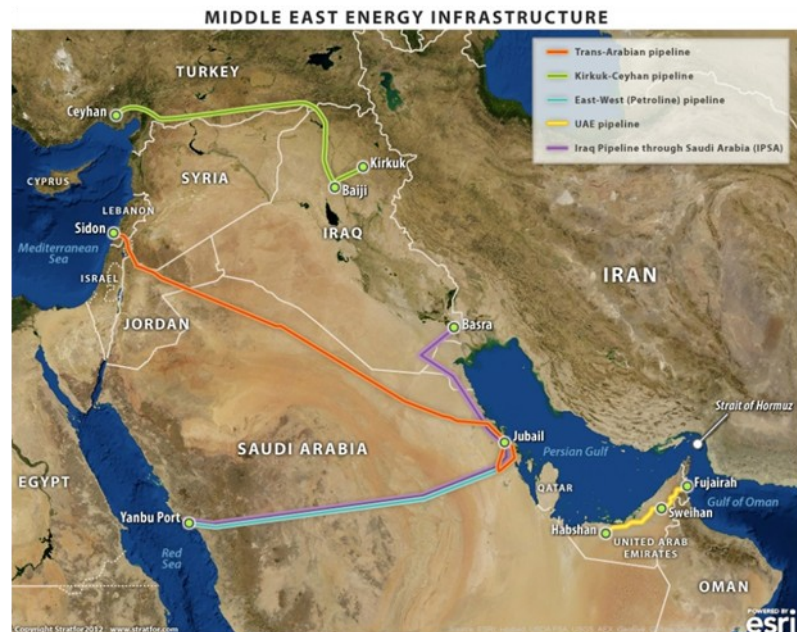 MIDDLE EAST ENERGY INFRASTRUCTURE
Trans-Arabian pipeline
Kirkuk-Ceyhan pipeline
East-West (Petroline) pipeline
UAE pipeline
Iraq Pipeline through Saudi Arabia (IPSA)
TURKEY
Ceyhan
Kirkuk
CYPRUS
SYRIA
Baiji
LEBANON
Sidon
IRAQ
Mediterranean
Sea
ISRAEL
IRAN
JORDAN
Basra
Strait of Hormuz
Jubail
SAUDI ARABIA
Persian Gulf
EGYPT
QATAR
Fujairah
Gulf of Oman
Sweihan
Yanbu Port
Habshan
UNITED ARAB
EMIRATES
Red
Sea
OMAN
POWERED BY
esri
Copyright Stratfor 2012 www.stratfor.com